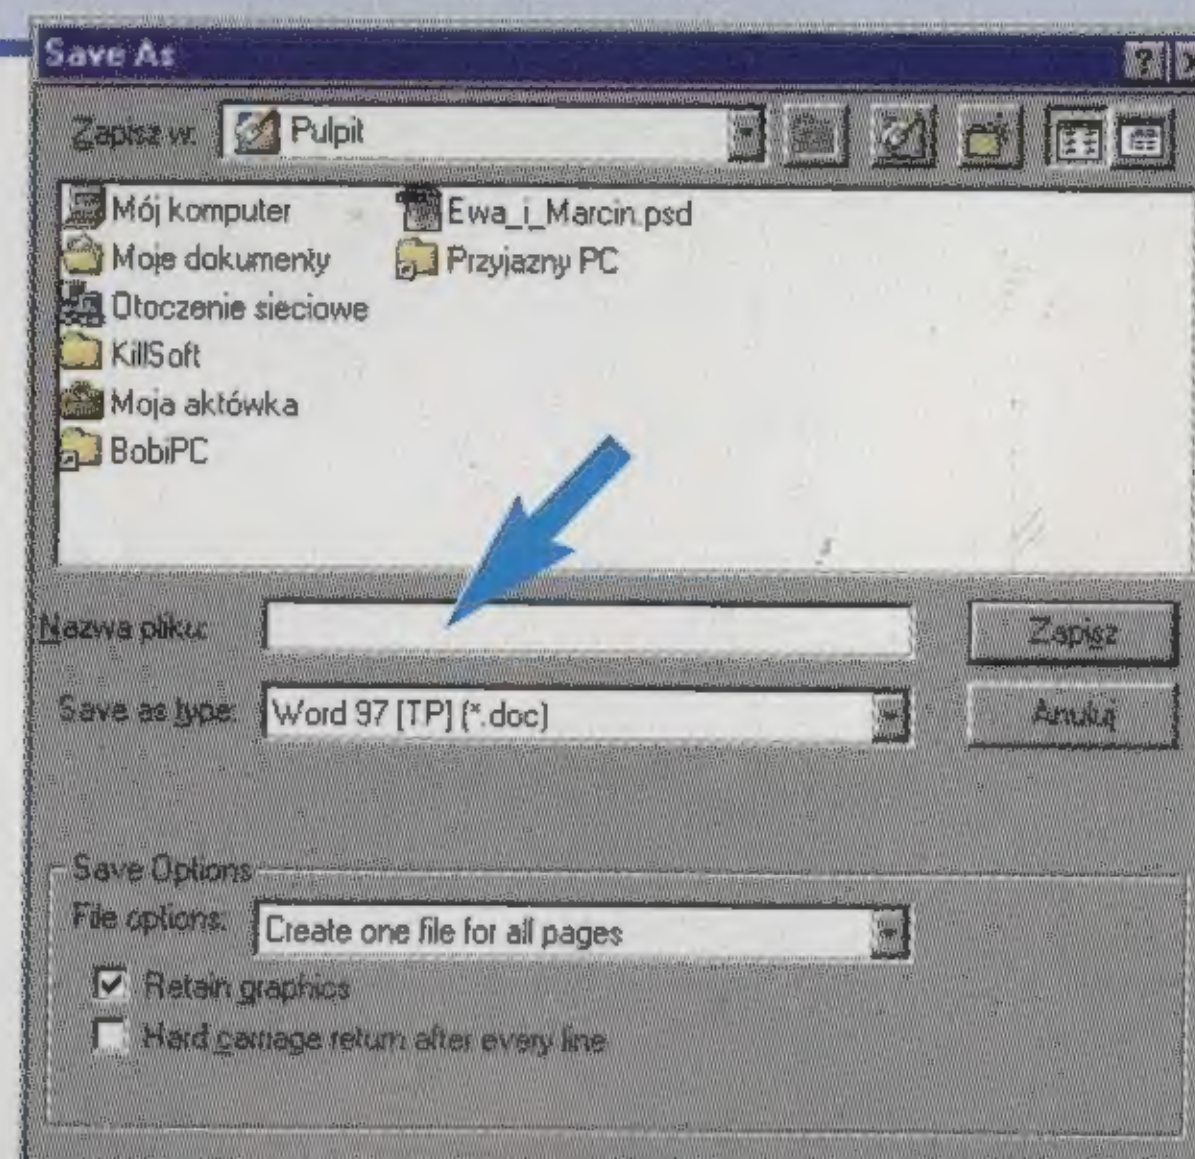 Save As
Zapisz w: Pulpit
Mój komputer
Moje dokumenty
Otoczenie sieciowe
KillSoft
Moja aktówka
BobiPC
Ewa_i_Marcin.psd
Przyjazny PC
Nazwa pliku:
Zapisz
Save as type: Word 97 [TP] (*.doc)
Anuluj
Save Options
File options: Create one file for all pages
Retain graphics
Hard carriage return after every line